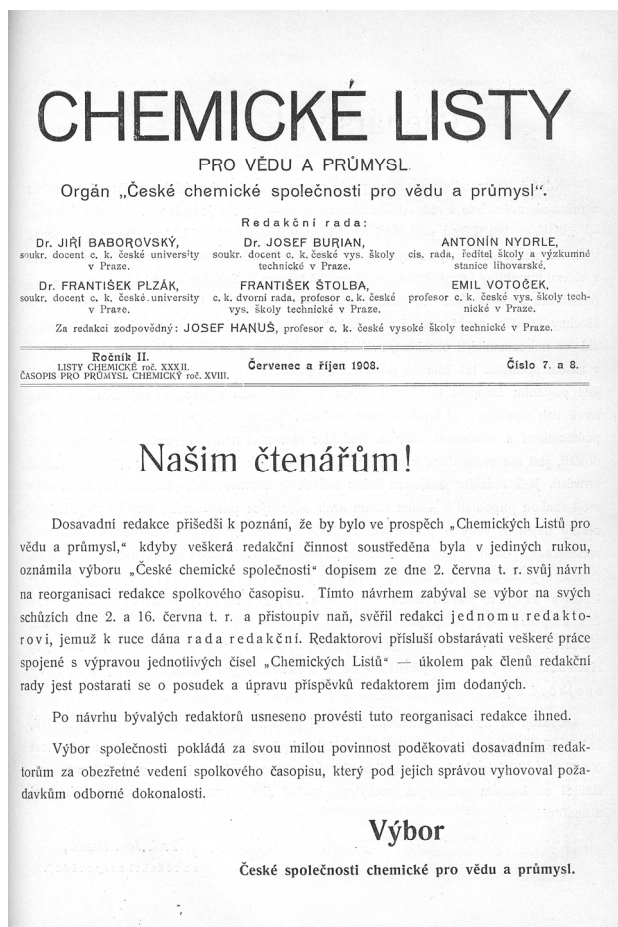 CHEMICKÉ LISTY
PRO VĚDU A PRŮMYSL.
Orgán „České chemické společnosti pro vědu a průmysl“.
Redakční rada:
Dr. JIŘÍ BABOROVSKÝ,
soukr. docent c. k. české university
v Praze.
Dr. JOSEF BURIAN,
soukr. docent c. k. české vys. školy
technické v Praze.
ANTONÍN NYDRLE,
cís. rada, ředitel školy a výzkumné
stanice lihovarské.
Dr. FRANTIŠEK PLZÁK,
soukr. docent c. k. české university
v Praze.
FRANTIŠEK ŠTOLBA,
c. k. dvorní rada, profesor c. k. české
vys. školy technické v Praze.
EMIL VOTOČEK,
profesor c. k. české vys. školy tech-
nické v Praze.
Za redakci zodpovědný: JOSEF HANUŠ, profesor c. k. české vysoké školy technické v Praze.
Ročník II.
LISTY CHEMICKÉ roč. XXXII.
ČASOPIS PRO PRŮMYSL CHEMICKÝ roč. XVIII.
Červenec a říjen 1908.
Číslo 7. a 8.
Našim čtenářům!
Dosavadní redakce přišedši k poznání, že by bylo ve prospěch „Chemických Listů pro
vědu a průmysl,“ kdyby veškerá redakční činnost soustředěna byla v jediných rukou,
oznámila výboru „České chemické společnosti“ dopisem ze dne 2. června t. r. svůj návrh
na reorganisaci redakce spolkového časopisu. Tímto návrhem zabýval se výbor na svých
schůzích dne 2. a 16. června t. r. a přistoupiv naň, svěřil redakci jednomu redakto-
rovi, jemuž k ruce dána rada redakční. Redaktorovi přísluší obstarávati veškeré práce
spojené s výpravou jednotlivých čísel „Chemických Listů“ — úkolem pak členů redakční
rady jest postarati se o posudek a úpravu příspěvků redaktorem jim dodaných.
Po návrhu bývalých redaktorů usneseno provésti tuto reorganisaci redakce ihned.
Výbor společnosti pokládá za svou milou povinnost poděkovati dosavadním redak-
torům za obezřetné vedení spolkového časopisu, který pod jejich správou vyhovoval poža-
davkům odborné dokonalosti.
Výbor
České společnosti chemické pro vědu a průmysl.